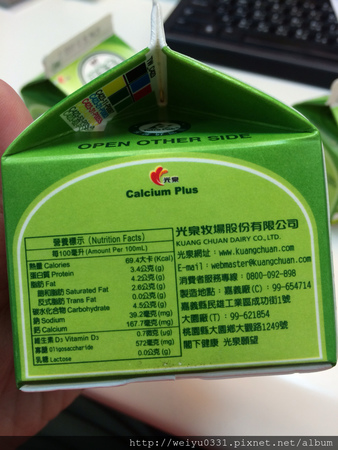 OPEN OTHER SIDE
光泉
Calcium Plus
營養標示 (Nutrition Facts)
每100毫升 (Amount Per 100mL)
熱量 Calories 69.4大卡(Kcal)
蛋白質 Protein 3.4公克(g)
脂肪 Fat 4.2公克(g)
飽和脂肪 Saturated Fat 2.8公克(g)
反式脂肪 Trans Fat 0.0公克(g)
碳水化合物 Carbohydrate 4.5公克(g)
鈉 Sodium 39.2毫克(mg)
鈣 Calcium 167.7毫克(mg)
維生素 D3 Vitamin D3 0.7微克(ug)
寡醣 Oligosaccharide 572毫克(mg)
乳糖 Lactose 0.0公克(g)
光泉牧場股份有限公司
KUANG CHUAN DAIRY CO., LTD.
光泉網址：www.kuangchuan.com
E-mail：webmaster@kuangchuan.com
消費者服務專線：0800-092-898
製造地點：嘉義廠(C)：99-654714
嘉義縣民雄工業區成功街1號
大園廠(T)：99-621854
桃園縣大園鄉大觀路1249號
閣下健康 光泉願望
http://weiyu0331.pixnet.net/album